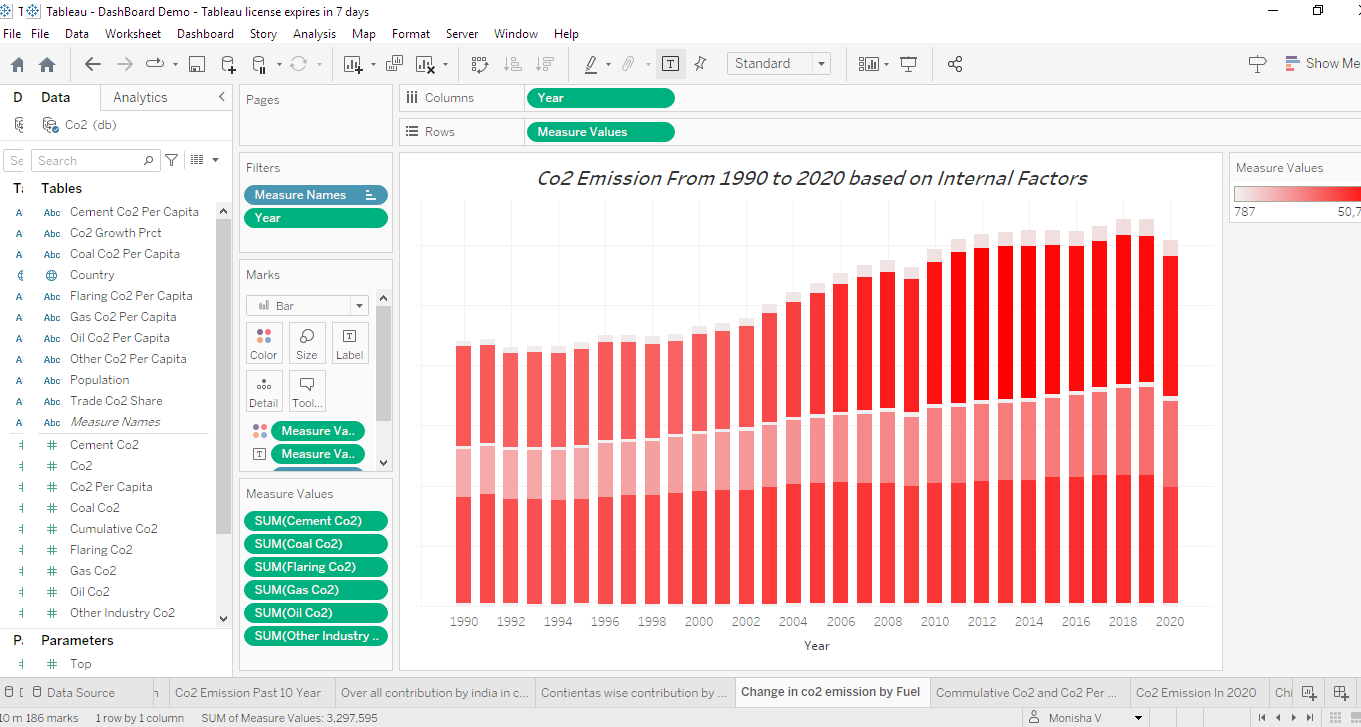 Tableau - DashBoard Demo - Tableau license expires in 7 days
File File Data Worksheet Dashboard Story Analysis Map Format Server Window Help
Standard
Show Me
D Data Analytics
Co2 (db)
Se Search
Tables
Abc Cement Co2 Per Capita
Abc Co2 Growth Prct
Abc Coal Co2 Per Capita
Country
Abc Flaring Co2 Per Capita
Abc Gas Co2 Per Capita
Abc Oil Co2 Per Capita
Abc Other Co2 Per Capita
Abc Population
Abc Trade Co2 Share
Abc Measure Names
# Cement Co2
# Co2
# Co2 Per Capita
# Coal Co2
# Cumulative Co2
# Flaring Co2
# Gas Co2
# Oil Co2
# Other Industry Co2
Parameters
# Top
Pages
Filters
Measure Names
Year
Marks
Bar
Color Size Label
Detail Tool...
Measure Va..
Measure Va..
Measure Values
SUM(Cement Co2)
SUM(Coal Co2)
SUM(Flaring Co2)
SUM(Gas Co2)
SUM(Oil Co2)
SUM(Other Industry ..
Columns Year
Rows Measure Values
Co2 Emission From 1990 to 2020 based on Internal Factors
1990 1992 1994 1996 1998 2000 2002 2004 2006 2008 2010 2012 2014 2016 2018 2020
Year
Measure Values
787 50,7
Data Source
Co2 Emission Past 10 Year
Over all contribution by india in c...
Contientas wise contribution by ...
Change in co2 emission by Fuel
Commulative Co2 and Co2 Per ...
Co2 Emission In 2020
Chi
186 marks 1 row by 1 column SUM of Measure Values: 3,297,595
Monisha V